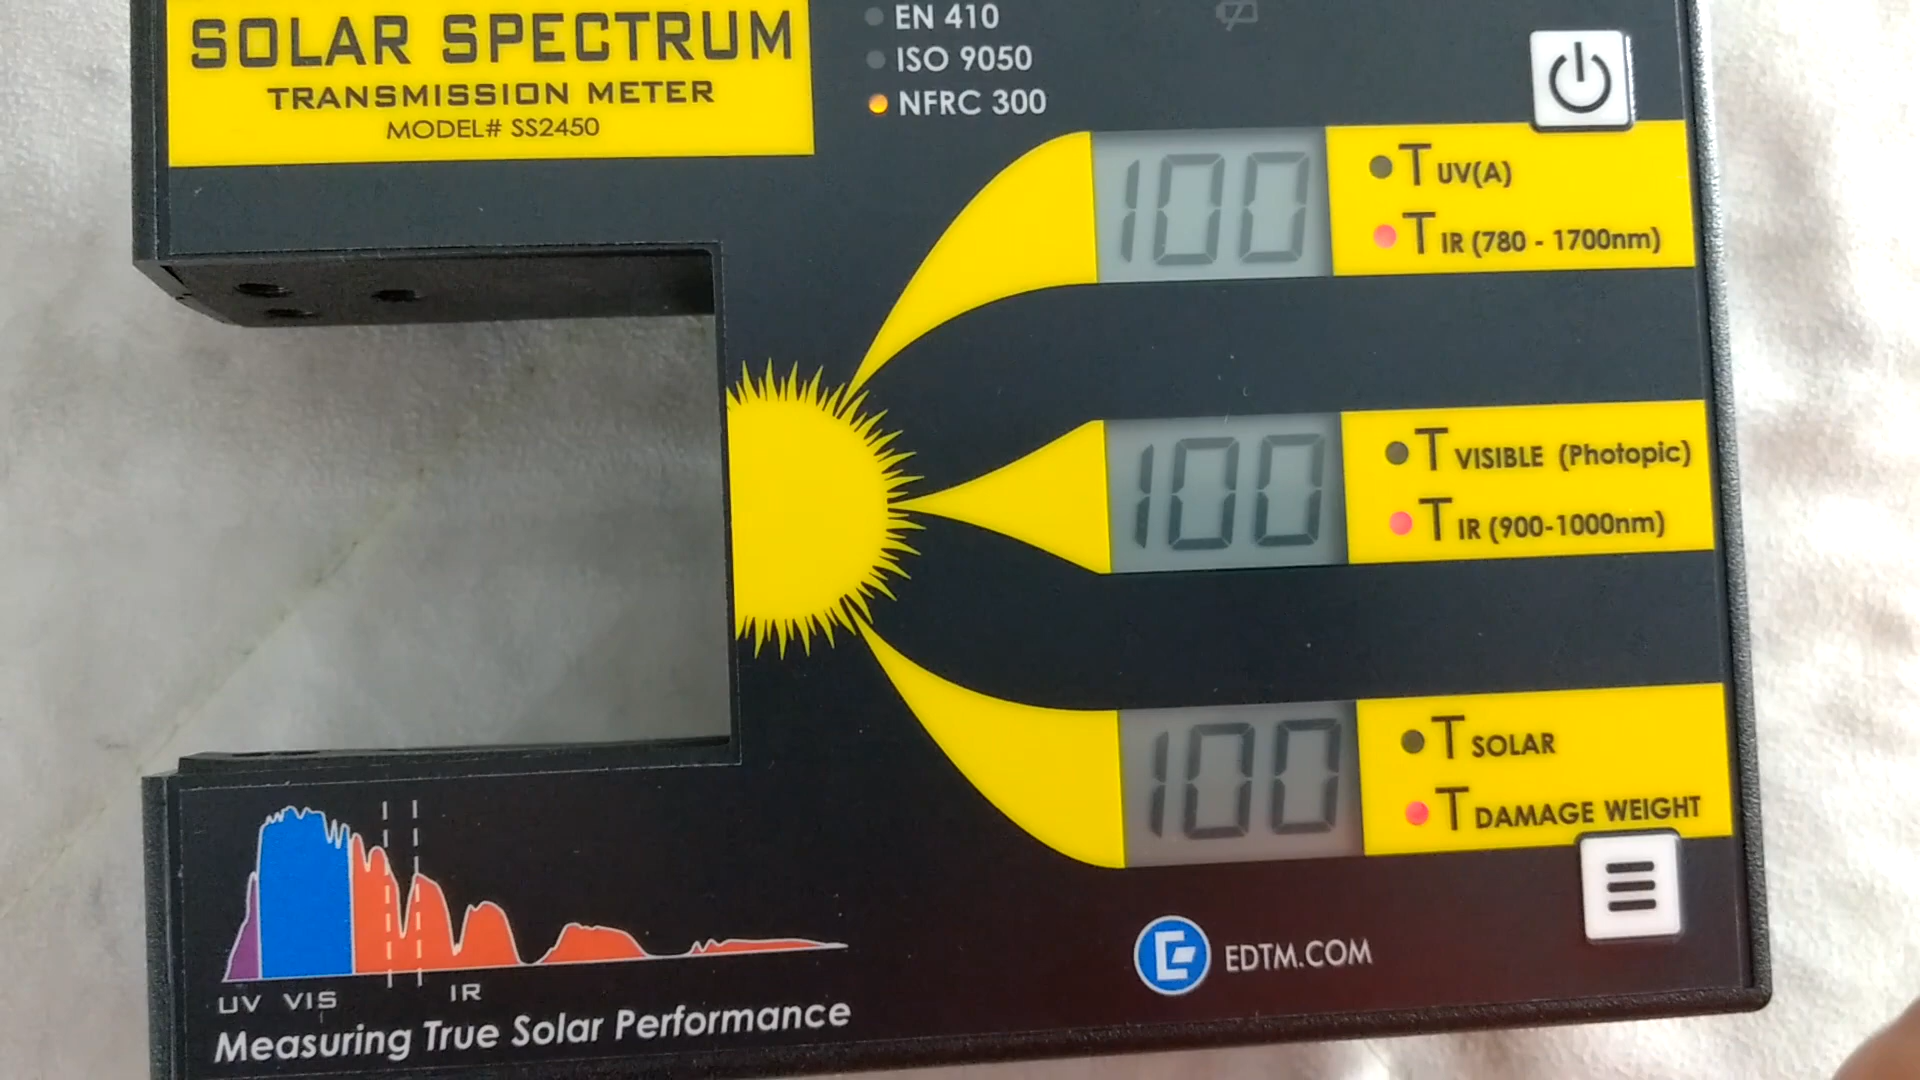 SOLAR SPECTRUM
TRANSMISSION METER
MODEL# SS2450
EN 410
ISO 9050
NFRC 300
100
T UV(A)
T IR (780 - 1700nm)
100
T VISIBLE (Photopic)
T IR (900-1000nm)
100
T SOLAR
T DAMAGE WEIGHT
UV VIS IR
Measuring True Solar Performance
EDTM.COM